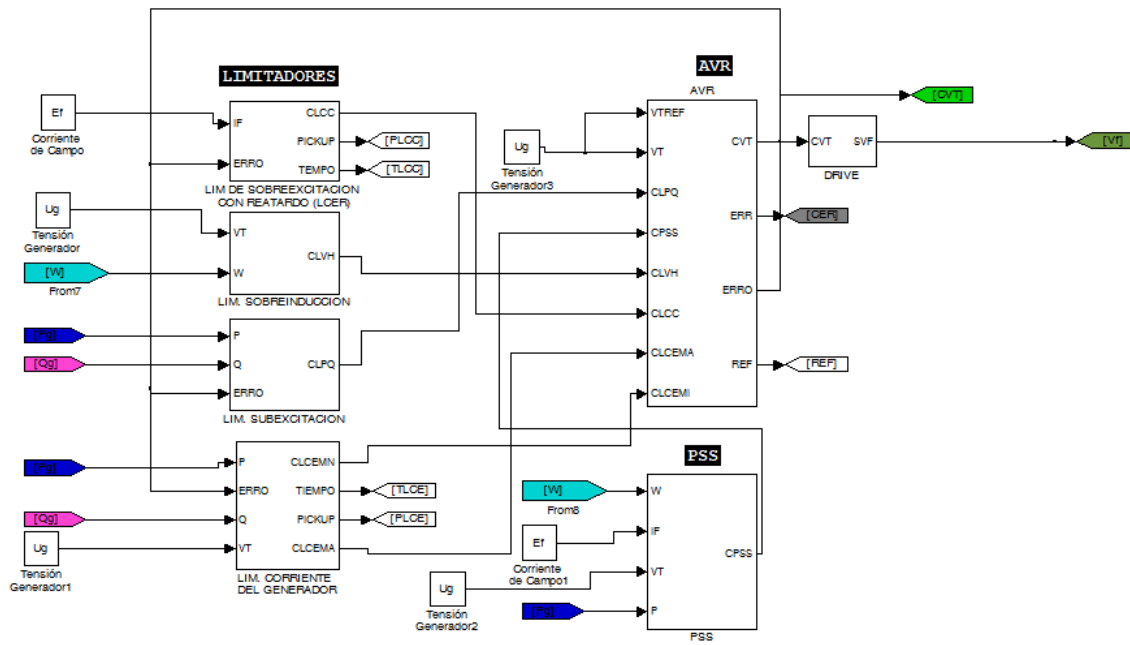 LIMITADORES
AVR
AVR
Ef
Corriente
de Campo
IF
ERRO
CLCC
PICKUP
TEMPO
[PLCC]
[TLCC]
LIM DE SOBREEXCITACION
CON REATARDO (LCER)
Ug
Tensión
Generador
[W]
From7
VT
W
CLVH
LIM. SOBREINDUCCION
[Pg]
[Qg]
P
Q
ERRO
CLPQ
LIM. SUBEXCITACION
[Pg]
[Qg]
Ug
Tensión
Generador1
P
ERRO
Q
VT
CLCEMN
TIEMPO
PICKUP
CLCEMA
[TLCE]
[PLCE]
LIM. CORRIENTE
DEL GENERADOR
Ug
Tensión
Generador3
VTREF
VT
CLPQ
CPSS
CLVH
CLCC
CLCEMA
CLCEMI
CVT
ERR
ERRO
REF
[CVT]
CVT
SVF
DRIVE
[Vf]
[CER]
[REF]
PSS
[W]
From8
Ef
Corriente
de Campo1
Ug
Tensión
Generador2
[Pg]
W
IF
VT
P
CPSS
PSS